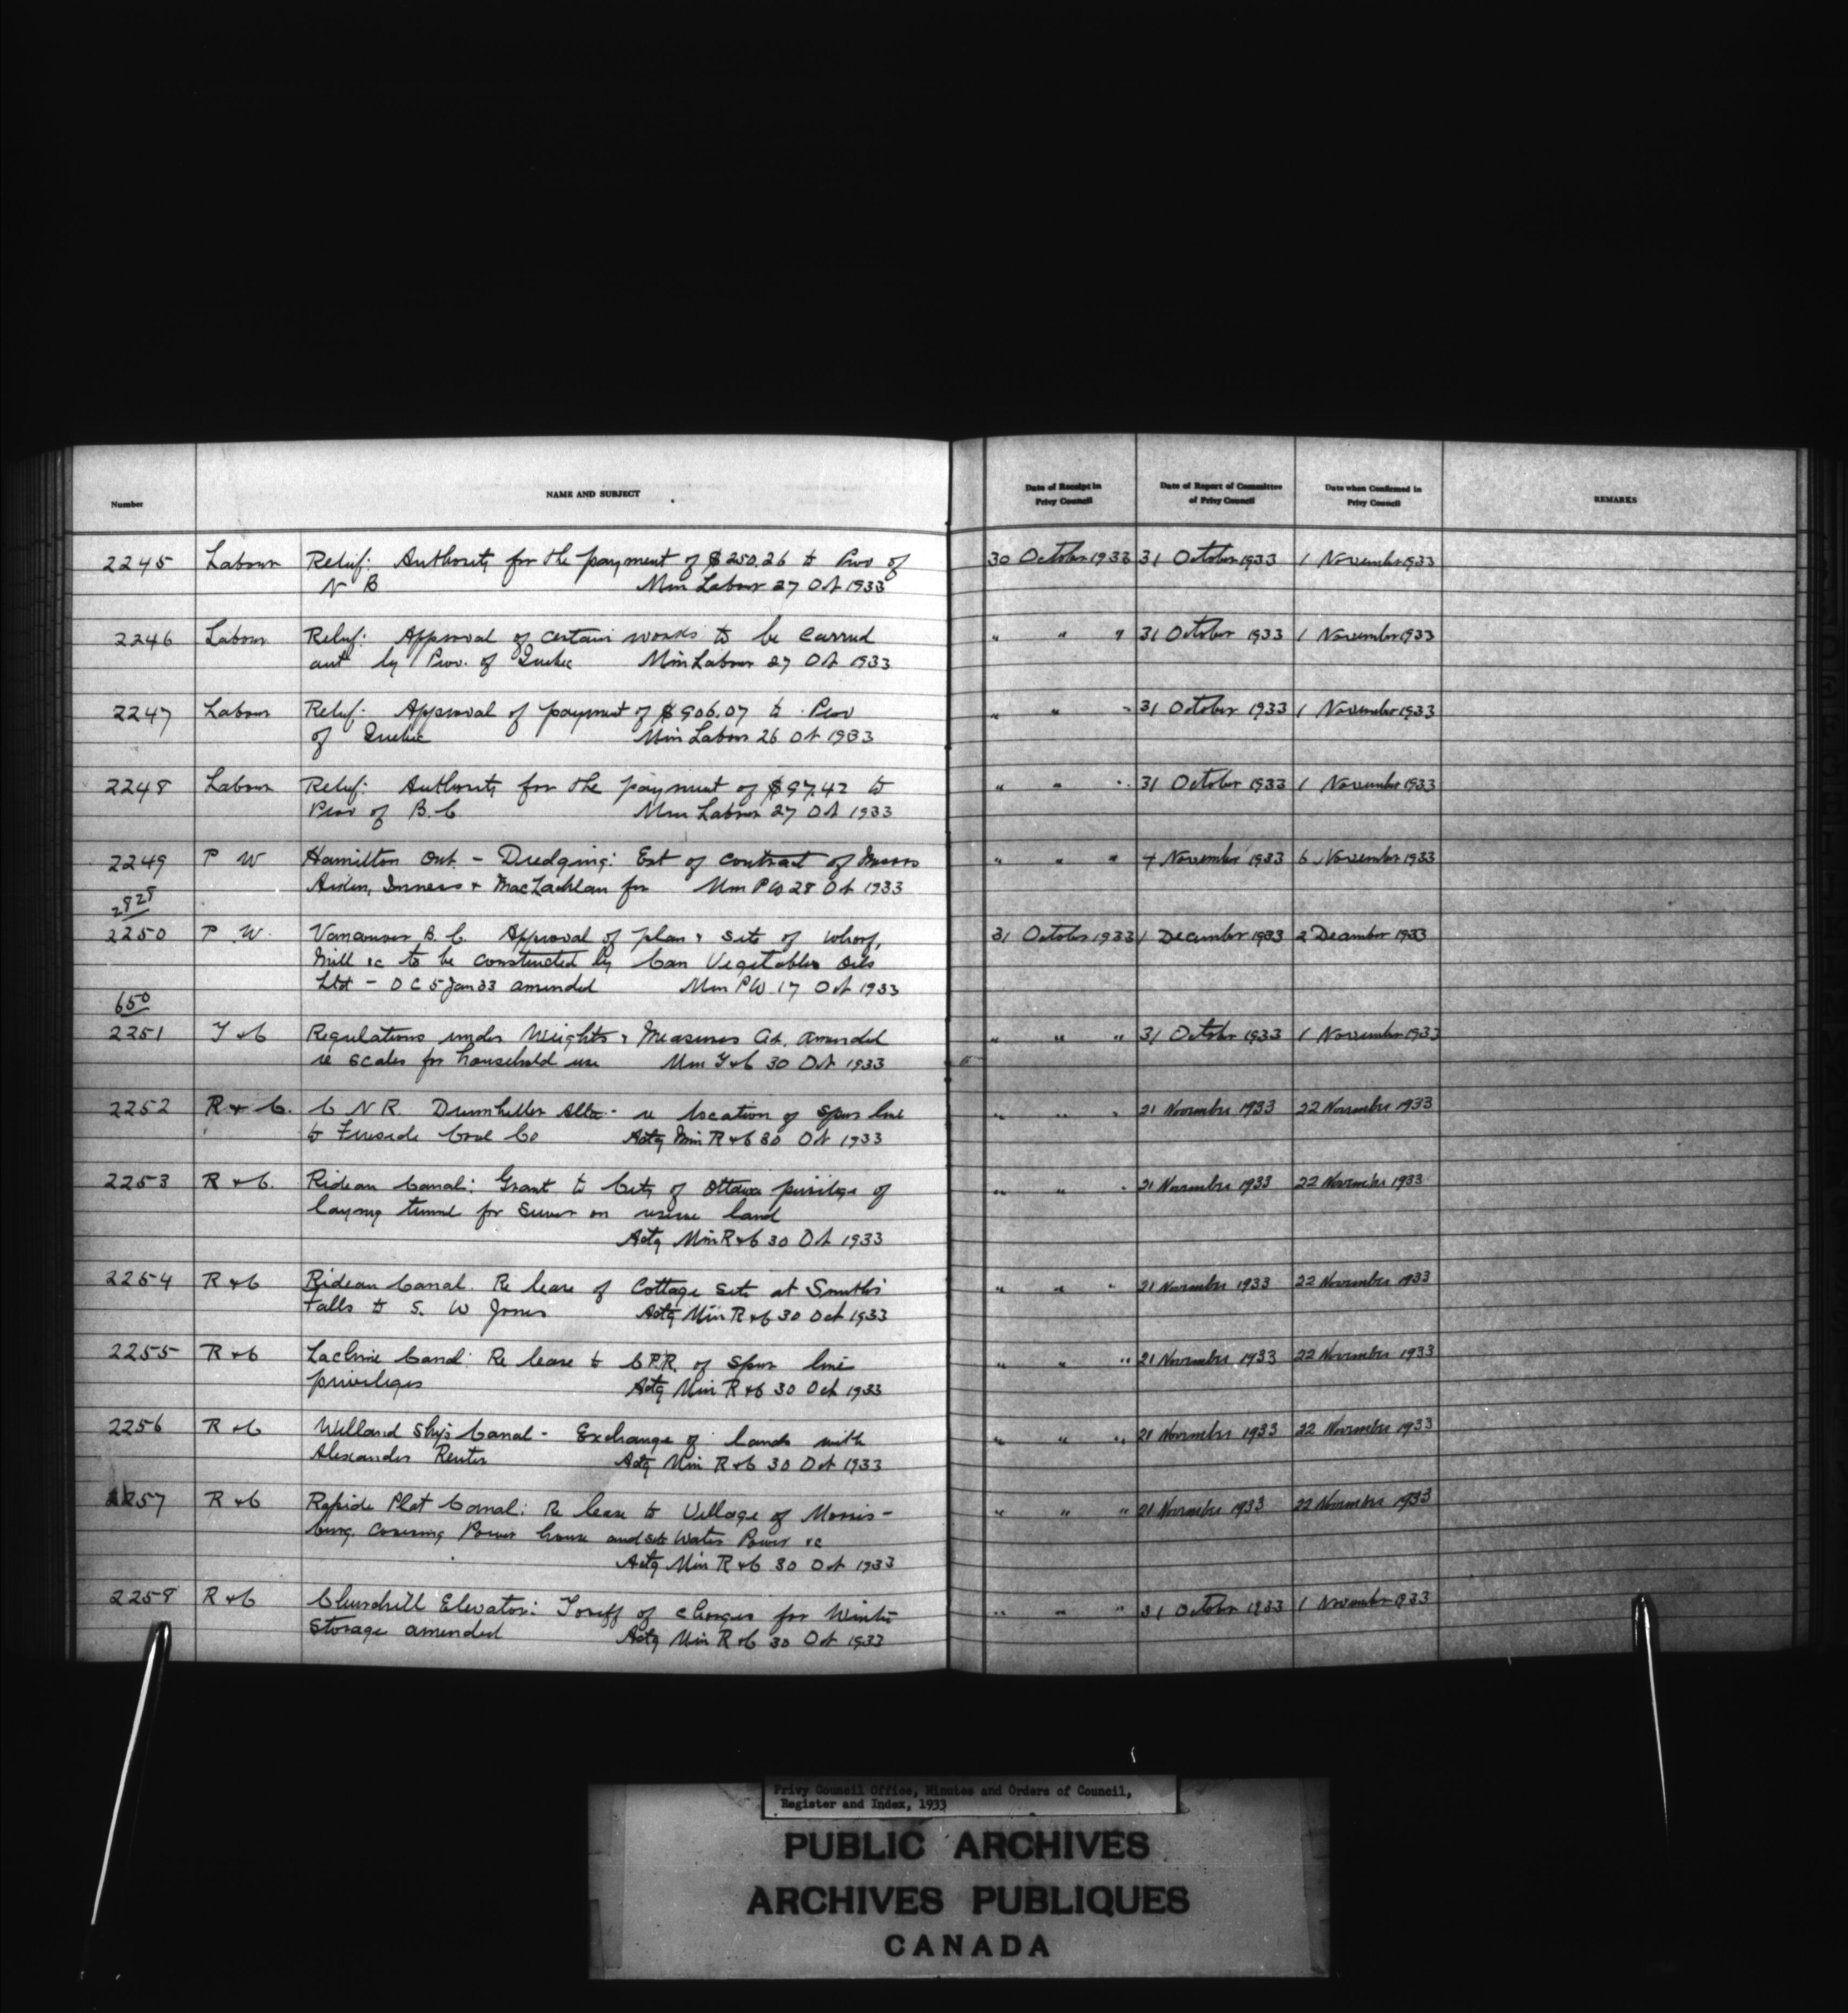 Number
NAME AND SUBJECT
Date of Receipt in
Privy Council
Date of Report of Committee
of Privy Council
Date when Confirmed in
Privy Council
REMARKS
2245 Labour Relief: Authority for the payment of $250.26 to Prov of 30 October 1933 31 October 1933 1 November 1933
N B Min Labour 27 Oct 1933
2246 Labour Relief: Approval of certain works to be carried " " " 31 October 1933 1 November 1933
out by Prov. of Quebec Min Labour 27 Oct 1933
2247 Labour Relief: Approval of payment of $906.07 to Prov " " " 31 October 1933 1 November 1933
of Quebec Min Labour 26 Oct 1933
2248 Labour Relief: Authority for the payment of $97.42 to " " " 31 October 1933 1 November 1933
Prov of B.C Min Labour 27 Oct 1933
2249 P W Hamilton Ont - Dredging: Ext of contract of Messrs " " " 4 November 1933 6 November 1933
Inness & MacLachlan for Min P W 28 Oct 1933
2828
2250 P W. Vancouver B.C. Approval of plan & site of wharf, 31 October 1933 1 December 1933 2 December 1933
Mill &c to be constructed by Can Vegetable Oils
Ltd - O C 5 Jan 33 amended Min P W 17 Oct 1933
650
2251 T & C Regulations under Weights & Measures Act. amended " " " 31 October 1933 1 November 1933
re scales for household use Min T & C 30 Oct 1933
2252 R & C. C N R. Drumheller Alta - re location of spur line " " " 21 November 1933 22 November 1933
to Fireside Coal Co Actg Min R & C 30 Oct 1933
2253 R & C. Rideau Canal: Grant to City of Ottawa privilege of " " " 21 November 1933 22 November 1933
laying tunnel for sewer on reserve land
Actg Min R & C 30 Oct 1933
2254 R & C Rideau Canal. Re lease of Cottage site at Smith's " " " 21 November 1933 22 November 1933
Falls to S. W Jones Actg Min R & C 30 Oct 1933
2255 R & C Lachine Canal: Re lease to C.P.R. of spur line " " " 21 November 1933 22 November 1933
privileges Actg Min R & C 30 Oct 1933
2256 R & C Welland Ship Canal - Exchange of lands with " " " 21 November 1933 22 November 1933
Alexander Reuter Actg Min R & C 30 Oct 1933
2257 R & C Rapide Plat Canal: Re lease to Village of Morris- " " " 21 November 1933 22 November 1933
burg. covering Power house and site Water Power &c
Actg Min R & C 30 Oct 1933
2258 R & C Churchill Elevator: Tariff of charges for Winter " " " 31 October 1933 1 November 1933
Storage amended Actg Min R & C 30 Oct 1933
Privy Council Office, Minutes and Orders of Council,
Register and Index, 1933
PUBLIC ARCHIVES
ARCHIVES PUBLIQUES
CANADA